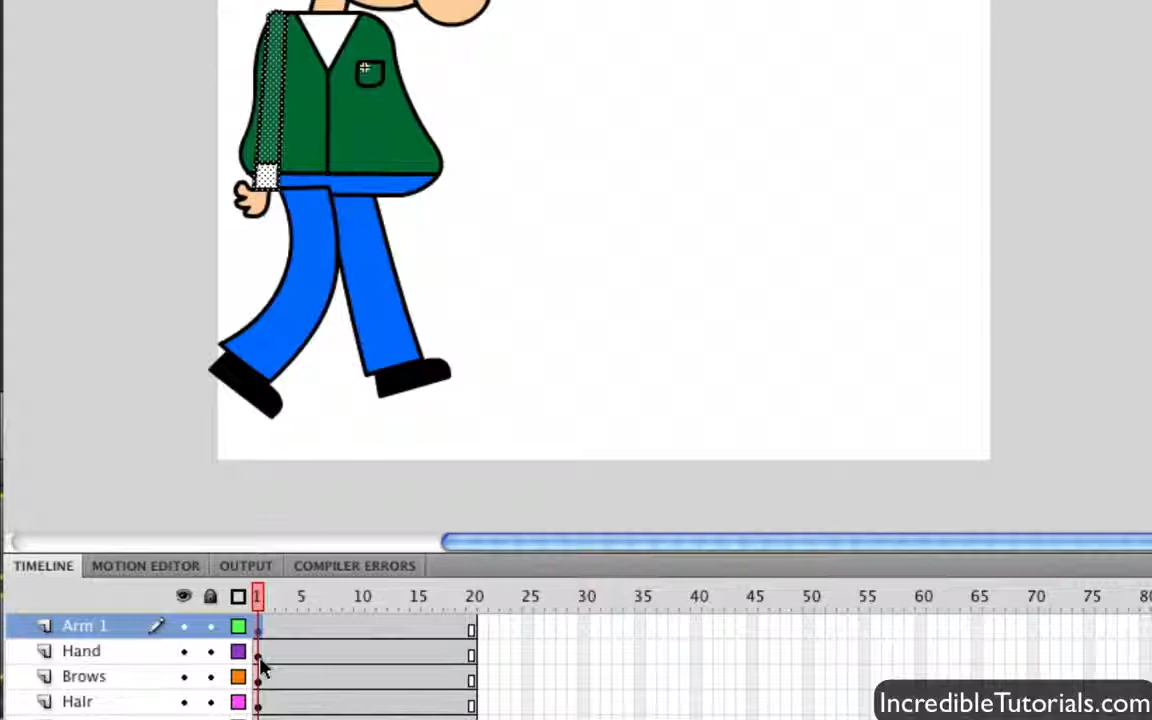 TIMELINE MOTION EDITOR OUTPUT COMPILER ERRORS
1 5 10 15 20 25 30 35 40 45 50 55 60 65 70 75 80
Arm 1
Hand
Brows
Hair
IncredibleTutorials.com